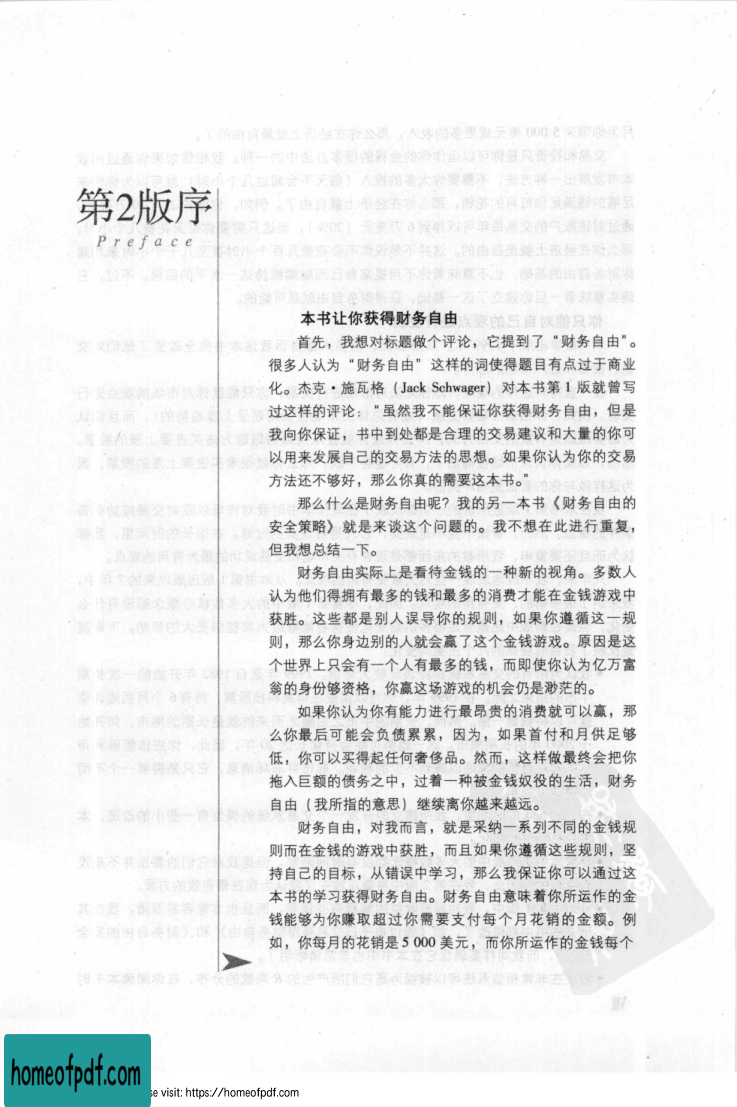 第2版序
Preface
本书让你获得财务自由
首先，我想对标题做个评论，它提到了“财务自由”。
很多人认为“财务自由”这样的词使得题目有点过于商业
化。杰克·施瓦格（Jack Schwager）对本书第1版就曾写
过这样的评论：“虽然我不能保证你获得财务自由，但是
我向你保证，书中到处都是合理的交易建议和大量的你可
以用来发展自己的交易方法的思想。如果你认为你的交易
方法还不够好，那么你真的需要这本书。”
那么什么是财务自由呢？我的另一本书《财务自由的
安全策略》就是来谈这个问题的。我不想在此进行重复，
但我想总结一下。
财务自由实际上是看待金钱的一种新的视角。多数人
认为他们得拥有最多的钱和最多的消费才能在金钱游戏中
获胜。这些都是别人误导你的规则，如果你遵循这一规
则，那么你身边别的人就会赢了这个金钱游戏。原因是这
个世界上只会有一个人有最多的钱，而即使你认为亿万富
翁的身份够资格，你赢这场游戏的机会仍是渺茫的。
如果你认为你有能力进行最昂贵的消费就可以赢，那
么你最后可能会负债累累，因为，如果首付和月供足够
低，你可以买得起任何奢侈品。然而，这样做最终会把你
拖入巨额的债务之中，过着一种被金钱奴役的生活，财务
自由（我所指的意思）继续离你越来越远。
财务自由，对我而言，就是采纳一系列不同的金钱规
则而在金钱的游戏中获胜，而且如果你遵循这些规则，坚
持自己的目标，从错误中学习，那么我保证你可以通过这
本书的学习获得财务自由。财务自由意味着你所运作的金
钱能够为你赚取超过你需要支付每个月花销的金额。例
如，你每月的花销是5 000美元，而你所运作的金钱每个
homeofpdf.com
se visit: https://homeofpdf.com